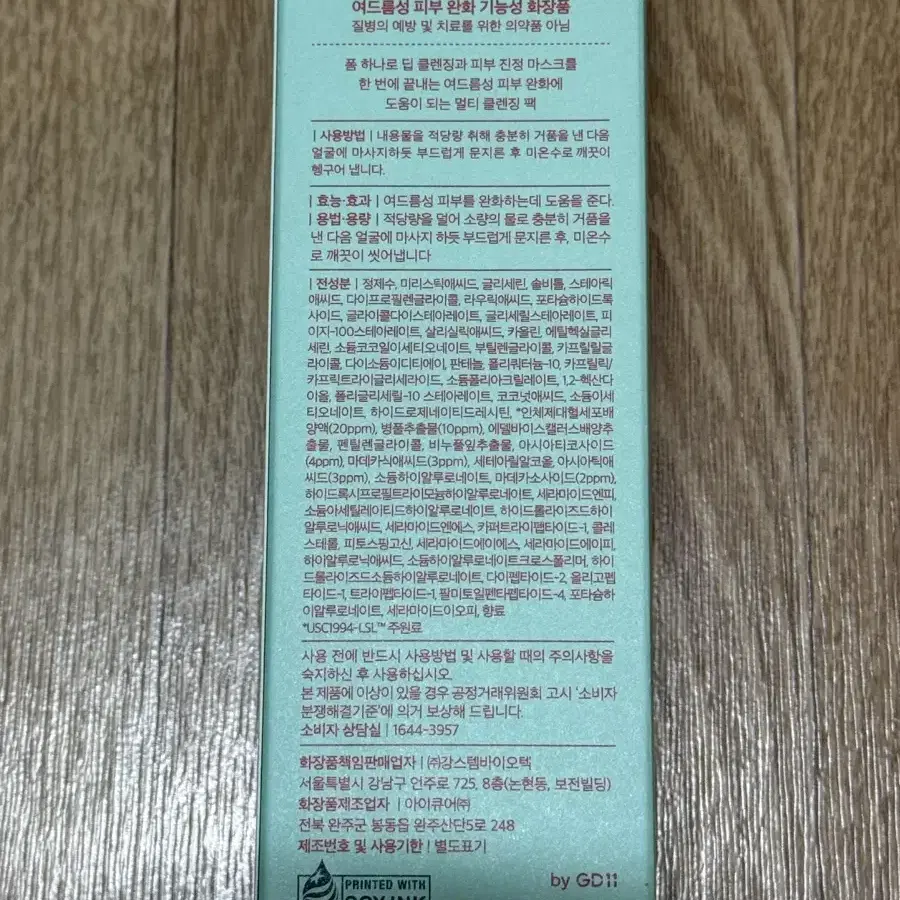 여드름성 피부 완화 기능성 화장품
질병의 예방 및 치료를 위한 의약품 아님
폼 하나로 딥 클렌징과 피부 진정 마스크를
한 번에 끝내는 여드름성 피부 완화에
도움이 되는 멀티 클렌징 팩
| 사용방법 | 내용물을 적당량 취해 충분히 거품을 낸 다음
얼굴에 마사지하듯 부드럽게 문지른 후 미온수로 깨끗이
헹구어 냅니다.
| 효능·효과 | 여드름성 피부를 완화하는데 도움을 준다.
| 용법·용량 | 적당량을 덜어 소량의 물로 충분히 거품을
낸 다음 얼굴에 마사지 하듯 부드럽게 문지른 후, 미온수
로 깨끗이 씻어냅니다
| 전성분 | 정제수, 미리스틱애씨드, 글리세린, 솔비톨, 스테아릭
애씨드, 다이프로필렌글라이콜, 라우릭애씨드, 포타슘하이드록
사이드, 글라이콜다이스테아레이트, 글리세릴스테아레이트, 피
이지-100스테아레이트, 살리실릭애씨드, 카올린, 에틸헥실글리
세린, 소듐코코일이세티오네이트, 부틸렌글라이콜, 카프릴릴글
라이콜, 다이소듐이디티에이, 판테놀, 폴리쿼터늄-10, 카프릴릭/
카프릭트라이글리세라이드, 소듐폴리아크릴레이트, 1,2-헥산다
이올, 폴리글리세릴-10 스테아레이트, 코코넛애씨드, 소듐이세
티오네이트, 하이드로제네이티드레시틴, *인체제대혈세포배
양액(20ppm), 병풀추출물(10ppm), 에델바이스캘러스배양추
출물, 펜틸렌글라이콜, 비누풀잎추출물, 아시아티코사이드
(4ppm), 마데카식애씨드(3ppm), 세테아릴알코올, 아시아틱애
씨드(3ppm), 소듐하이알루로네이트, 마데카소사이드(2ppm),
하이드록시프로필트라이모늄하이알루로네이트, 세라마이드엔피,
소듐아세틸레이티드하이알루로네이트, 하이드롤라이즈드하이
알루로닉애씨드, 세라마이드엔에스, 카퍼트라이펩타이드-1, 콜레
스테롤, 피토스핑고신, 세라마이드에이에스, 세라마이드에이피,
하이알루로닉애씨드, 소듐하이알루로네이트크로스폴리머, 하이
드롤라이즈드소듐하이알루로네이트, 다이펩타이드-2, 올리고펩
타이드-1, 트라이펩타이드-1, 팔미토일펜타펩타이드-4, 포타슘하
이알루로네이트, 세라마이드이오피, 향료
*USC1994-LSL™ 주원료
사용 전에 반드시 사용방법 및 사용할 때의 주의사항을
숙지하신 후 사용하십시오.
본 제품에 이상이 있을 경우 공정거래위원회 고시 '소비자
분쟁해결기준'에 의거 보상해 드립니다.
소비자 상담실 | 1644-3957
화장품책임판매업자 | ㈜강스템바이오텍
서울특별시 강남구 언주로 725, 8층(논현동, 보전빌딩)
화장품제조업자 | 아이큐어㈜
전북 완주군 봉동읍 완주산단5로 248
제조번호 및 사용기한 | 별도표기
PRINTED WITH
SOY INK
by GD11